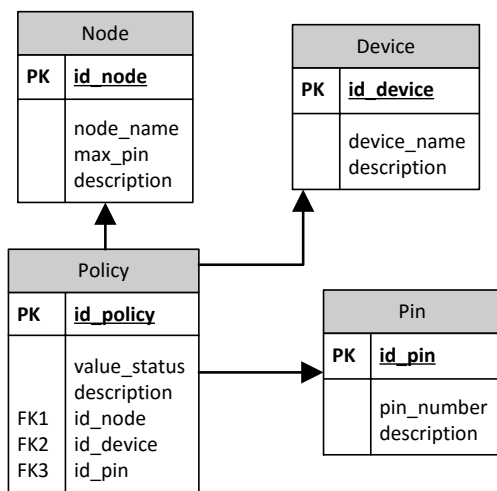 Node
PK id_node
node_name
max_pin
description
Device
PK id_device
device_name
description
Policy
PK id_policy
value_status
description
FK1 id_node
FK2 id_device
FK3 id_pin
Pin
PK id_pin
pin_number
description